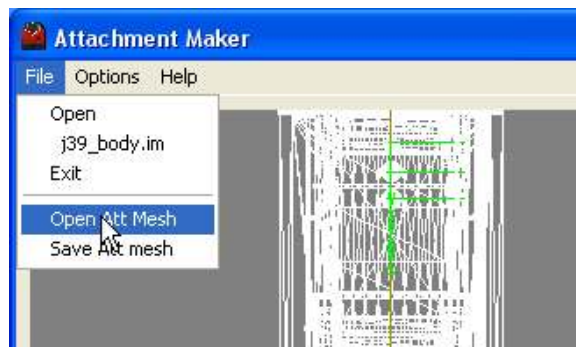 Attachment Maker
File Options Help
Open
j39_body.im
Exit
Open Att Mesh
Save Att mesh